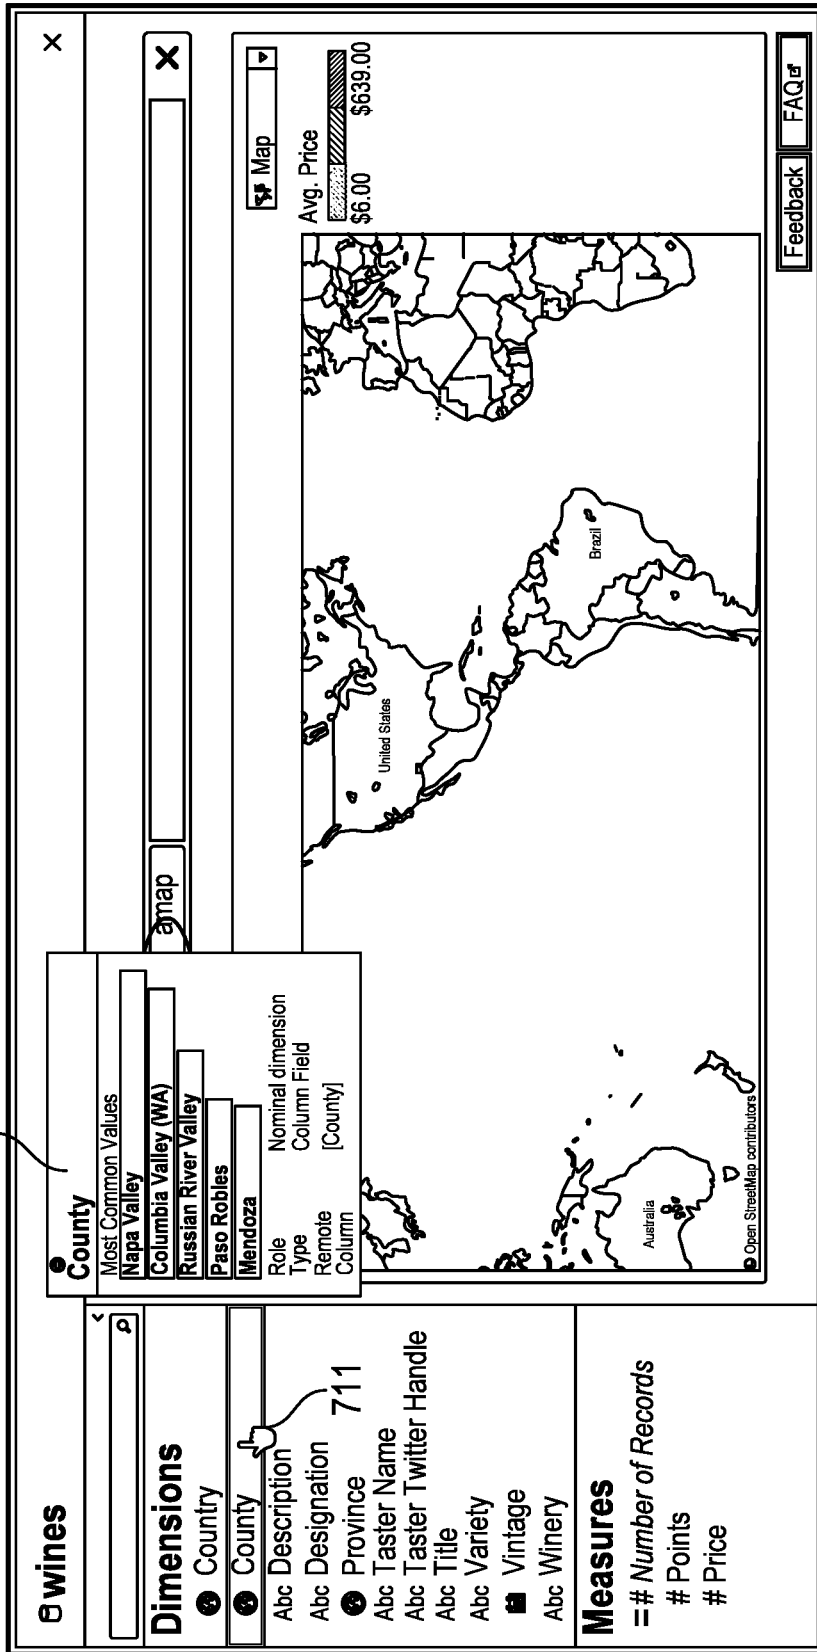 wines
Dimensions
Country
County
Abc Description
Abc Designation
Province
Abc Taster Name
Abc Taster Twitter Handle
Abc Title
Abc Variety
Vintage
Abc Winery
711
Measures
=# Number of Records
# Points
# Price
County
Most Common Values
Napa Valley
Columbia Valley (WA)
Russian River Valley
Paso Robles
Mendoza
Role Nominal dimension
Type Column Field
Remote Column [County]
amap
Map
Avg. Price
$6.00 $639.00
United States
Brazil
Australia
Open StreetMap contributors
Feedback
FAQ